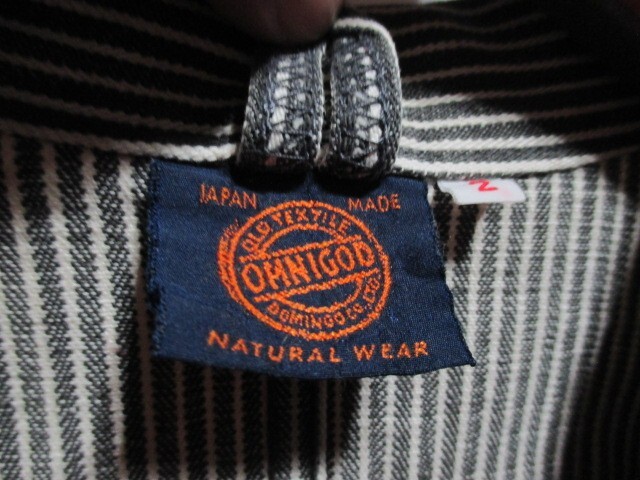 JAPAN MADE
2
OLD TEXTILE
OMNIGOD
DOMINGO CO., LTD.
NATURAL WEAR